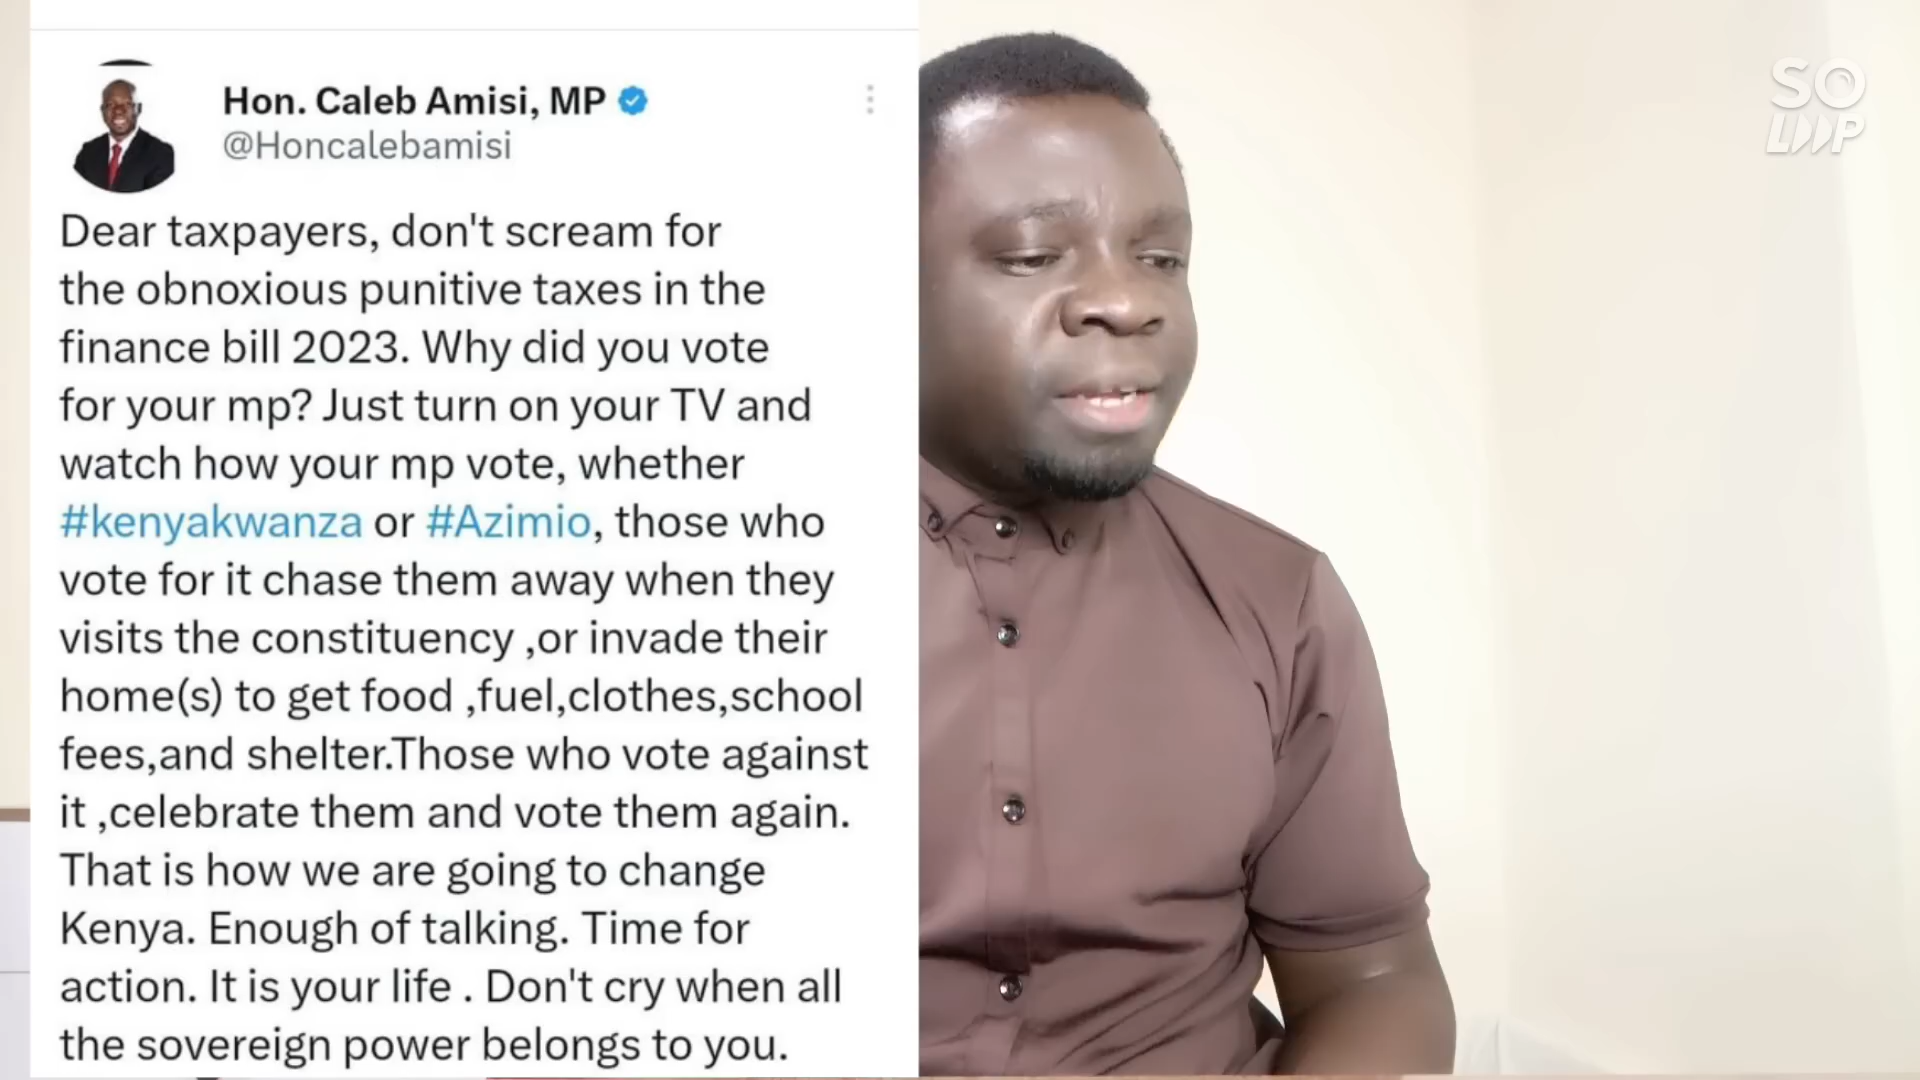 Hon. Caleb Amisi, MP
@Honcalebamisi
Dear taxpayers, don't scream for
the obnoxious punitive taxes in the
finance bill 2023. Why did you vote
for your mp? Just turn on your TV and
watch how your mp vote, whether
#kenyakwanza or #Azimio, those who
vote for it chase them away when they
visits the constituency ,or invade their
home(s) to get food ,fuel,clothes,school
fees,and shelter.Those who vote against
it ,celebrate them and vote them again.
That is how we are going to change
Kenya. Enough of talking. Time for
action. It is your life . Don't cry when all
the sovereign power belongs to you.
SO
LOOP